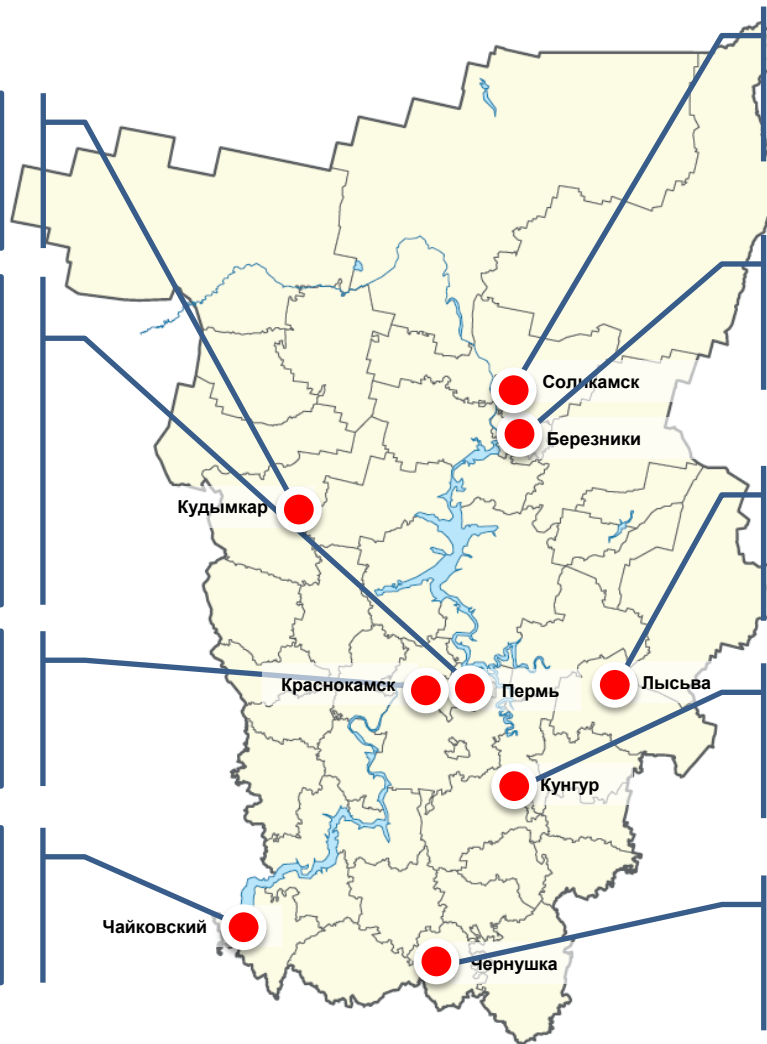 Соликамск
Березники
Кудымкар
Краснокамск
Пермь
Лысьва
Кунгур
Чайковский
Чернушка